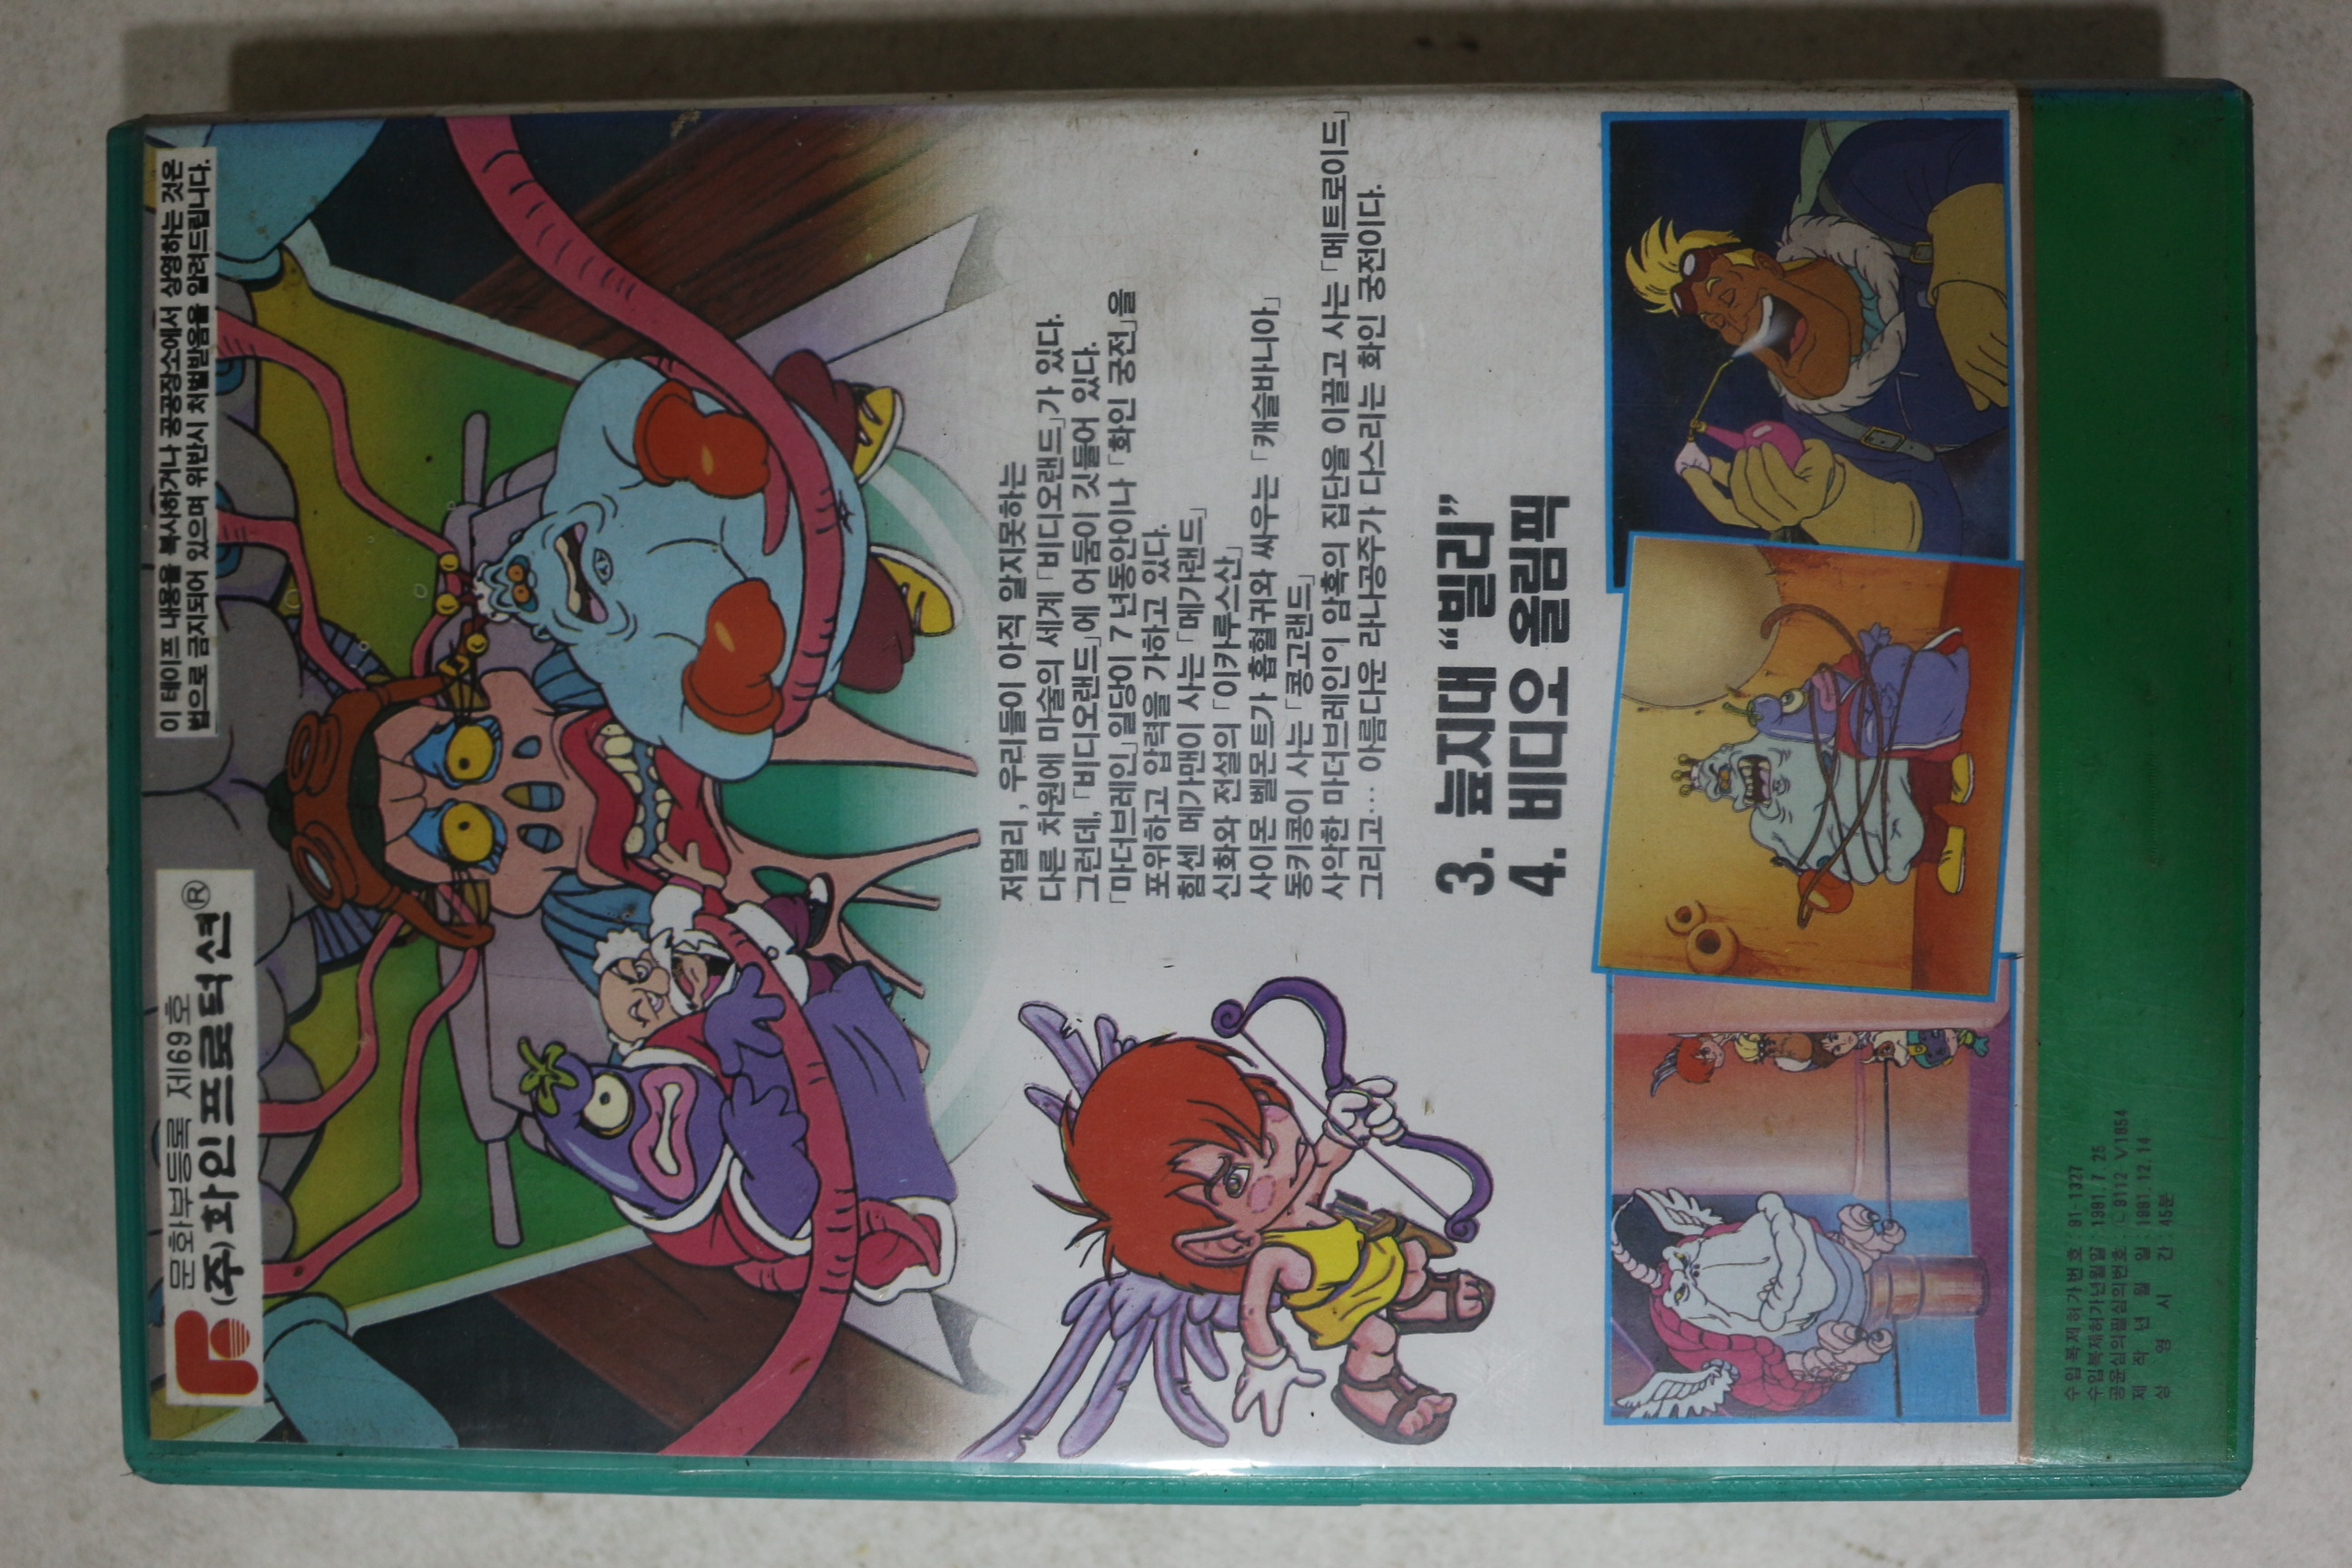 이 테이프 내용을 복사하거나 공공장소에서 상영하는 것은
법으로 금지되어 있으며 위반시 처벌받음을 알려드립니다.
문화부등록 제69호
(주)화인프로덕션®
저멀리, 우리들이 아직 알지못하는
다른 차원에 마술의 세계 「비디오랜드」가 있다.
그런데, 「비디오랜드」에 어둠이 깃들어 있다.
「마더브레인」일당이 7년동안이나 「화인 궁전」을
포위하고 압력을 가하고 있다.
힘센 메가맨이 사는 「메가랜드」
신화와 전설의 「이카루스산」
사이몬 벨몬트가 흡혈귀와 싸우는 「캐슬바니아」
동키콩이 사는 「콩고랜드」
사악한 마더브레인이 암흑의 집단을 이끌고 사는 「메트로이드」
그리고… 아름다운 라나공주가 다스리는 화인 궁전이다.
3. 늪지대 “빌리”
4. 비디오 올림픽
수입복제허가번호 : 91-1327
수입복제허가년월일 : 1991. 7. 25
공윤심의필심의번호 : ㄴ9112 V1854
제 작 년 월 일 : 1991. 12. 14
상 영 시 간 : 45분